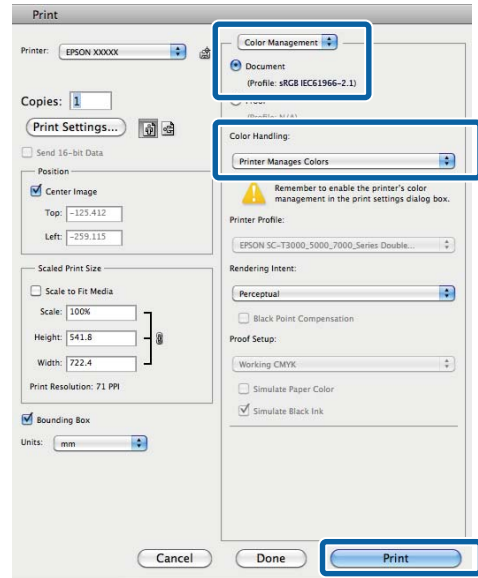 Print
Printer: EPSON XXXXX
Copies: 1
Print Settings...
Send 16-bit Data
Position
Center Image
Top: -125.412
Left: -259.115
Scaled Print Size
Scale to Fit Media
Scale: 100%
Height: 541.8
Width: 722.4
Print Resolution: 71 PPI
Bounding Box
Units: mm
Color Management
Document
(Profile: sRGB IEC61966-2.1)
Proof
(Profile: N/A)
Color Handling:
Printer Manages Colors
Remember to enable the printer's color
management in the print settings dialog box.
Printer Profile:
EPSON SC-T3000_5000_7000_Series Double...
Rendering Intent:
Perceptual
Black Point Compensation
Proof Setup:
Working CMYK
Simulate Paper Color
Simulate Black Ink
Cancel
Done
Print